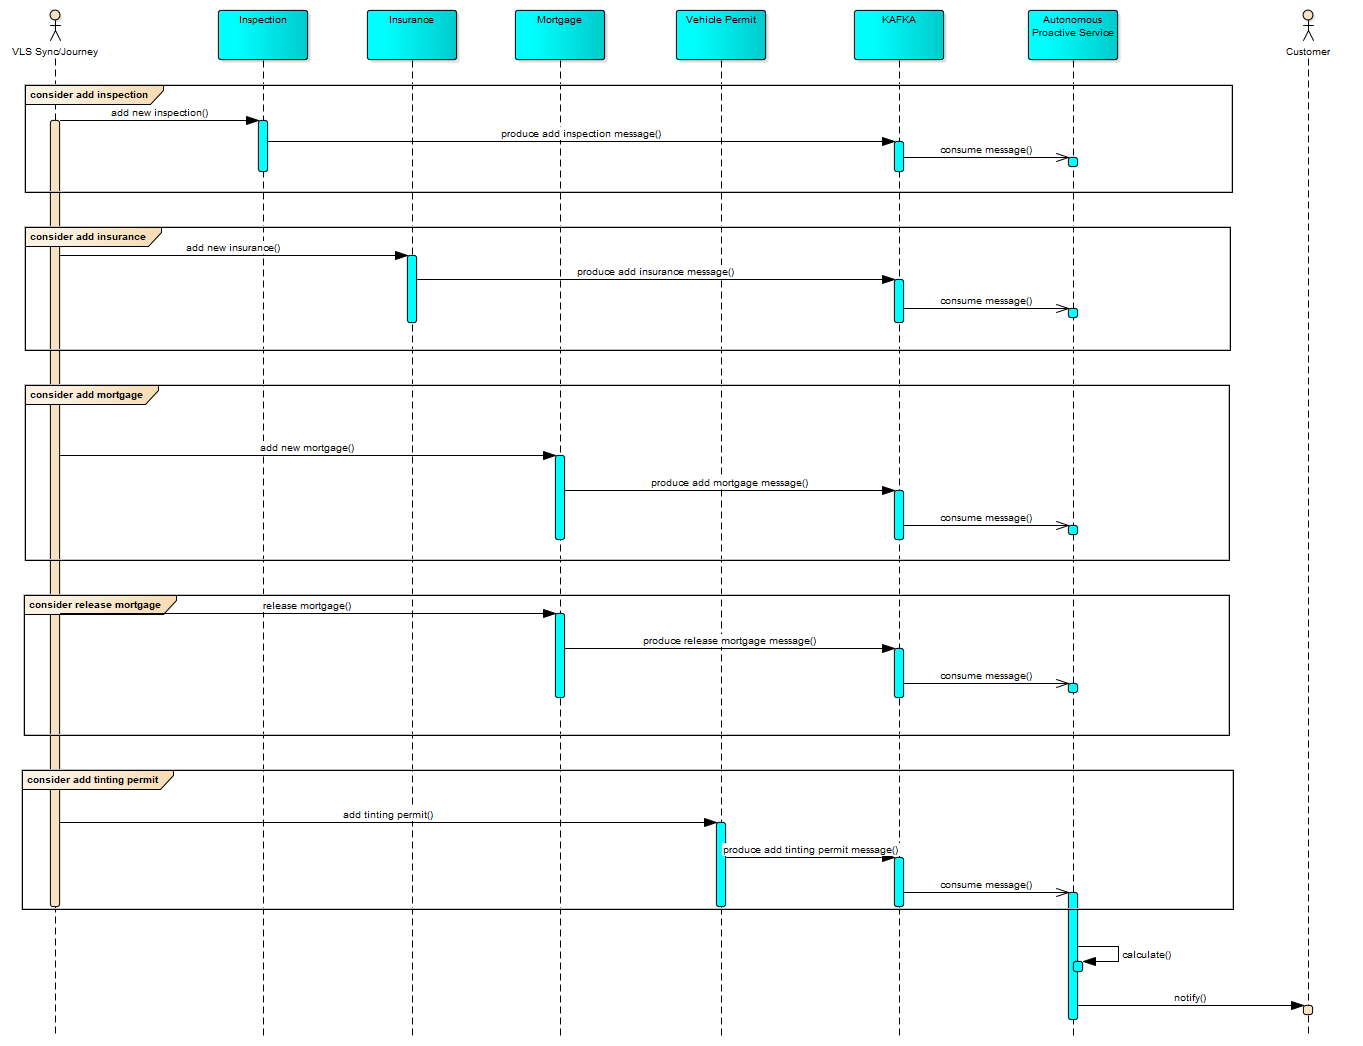 VLS Sync/Journey
Inspection
Insurance
Mortgage
Vehicle Permit
KAFKA
Autonomous
Proactive Service
Customer
consider add inspection
add new inspection()
produce add inspection message()
consume message()
consider add insurance
add new insurance()
produce add insurance message()
consume message()
consider add mortgage
add new mortgage()
produce add mortgage message()
consume message()
consider release mortgage
release mortgage()
produce release mortgage message()
consume message()
consider add tinting permit
add tinting permit()
produce add tinting permit message()
consume message()
calculate()
notify()